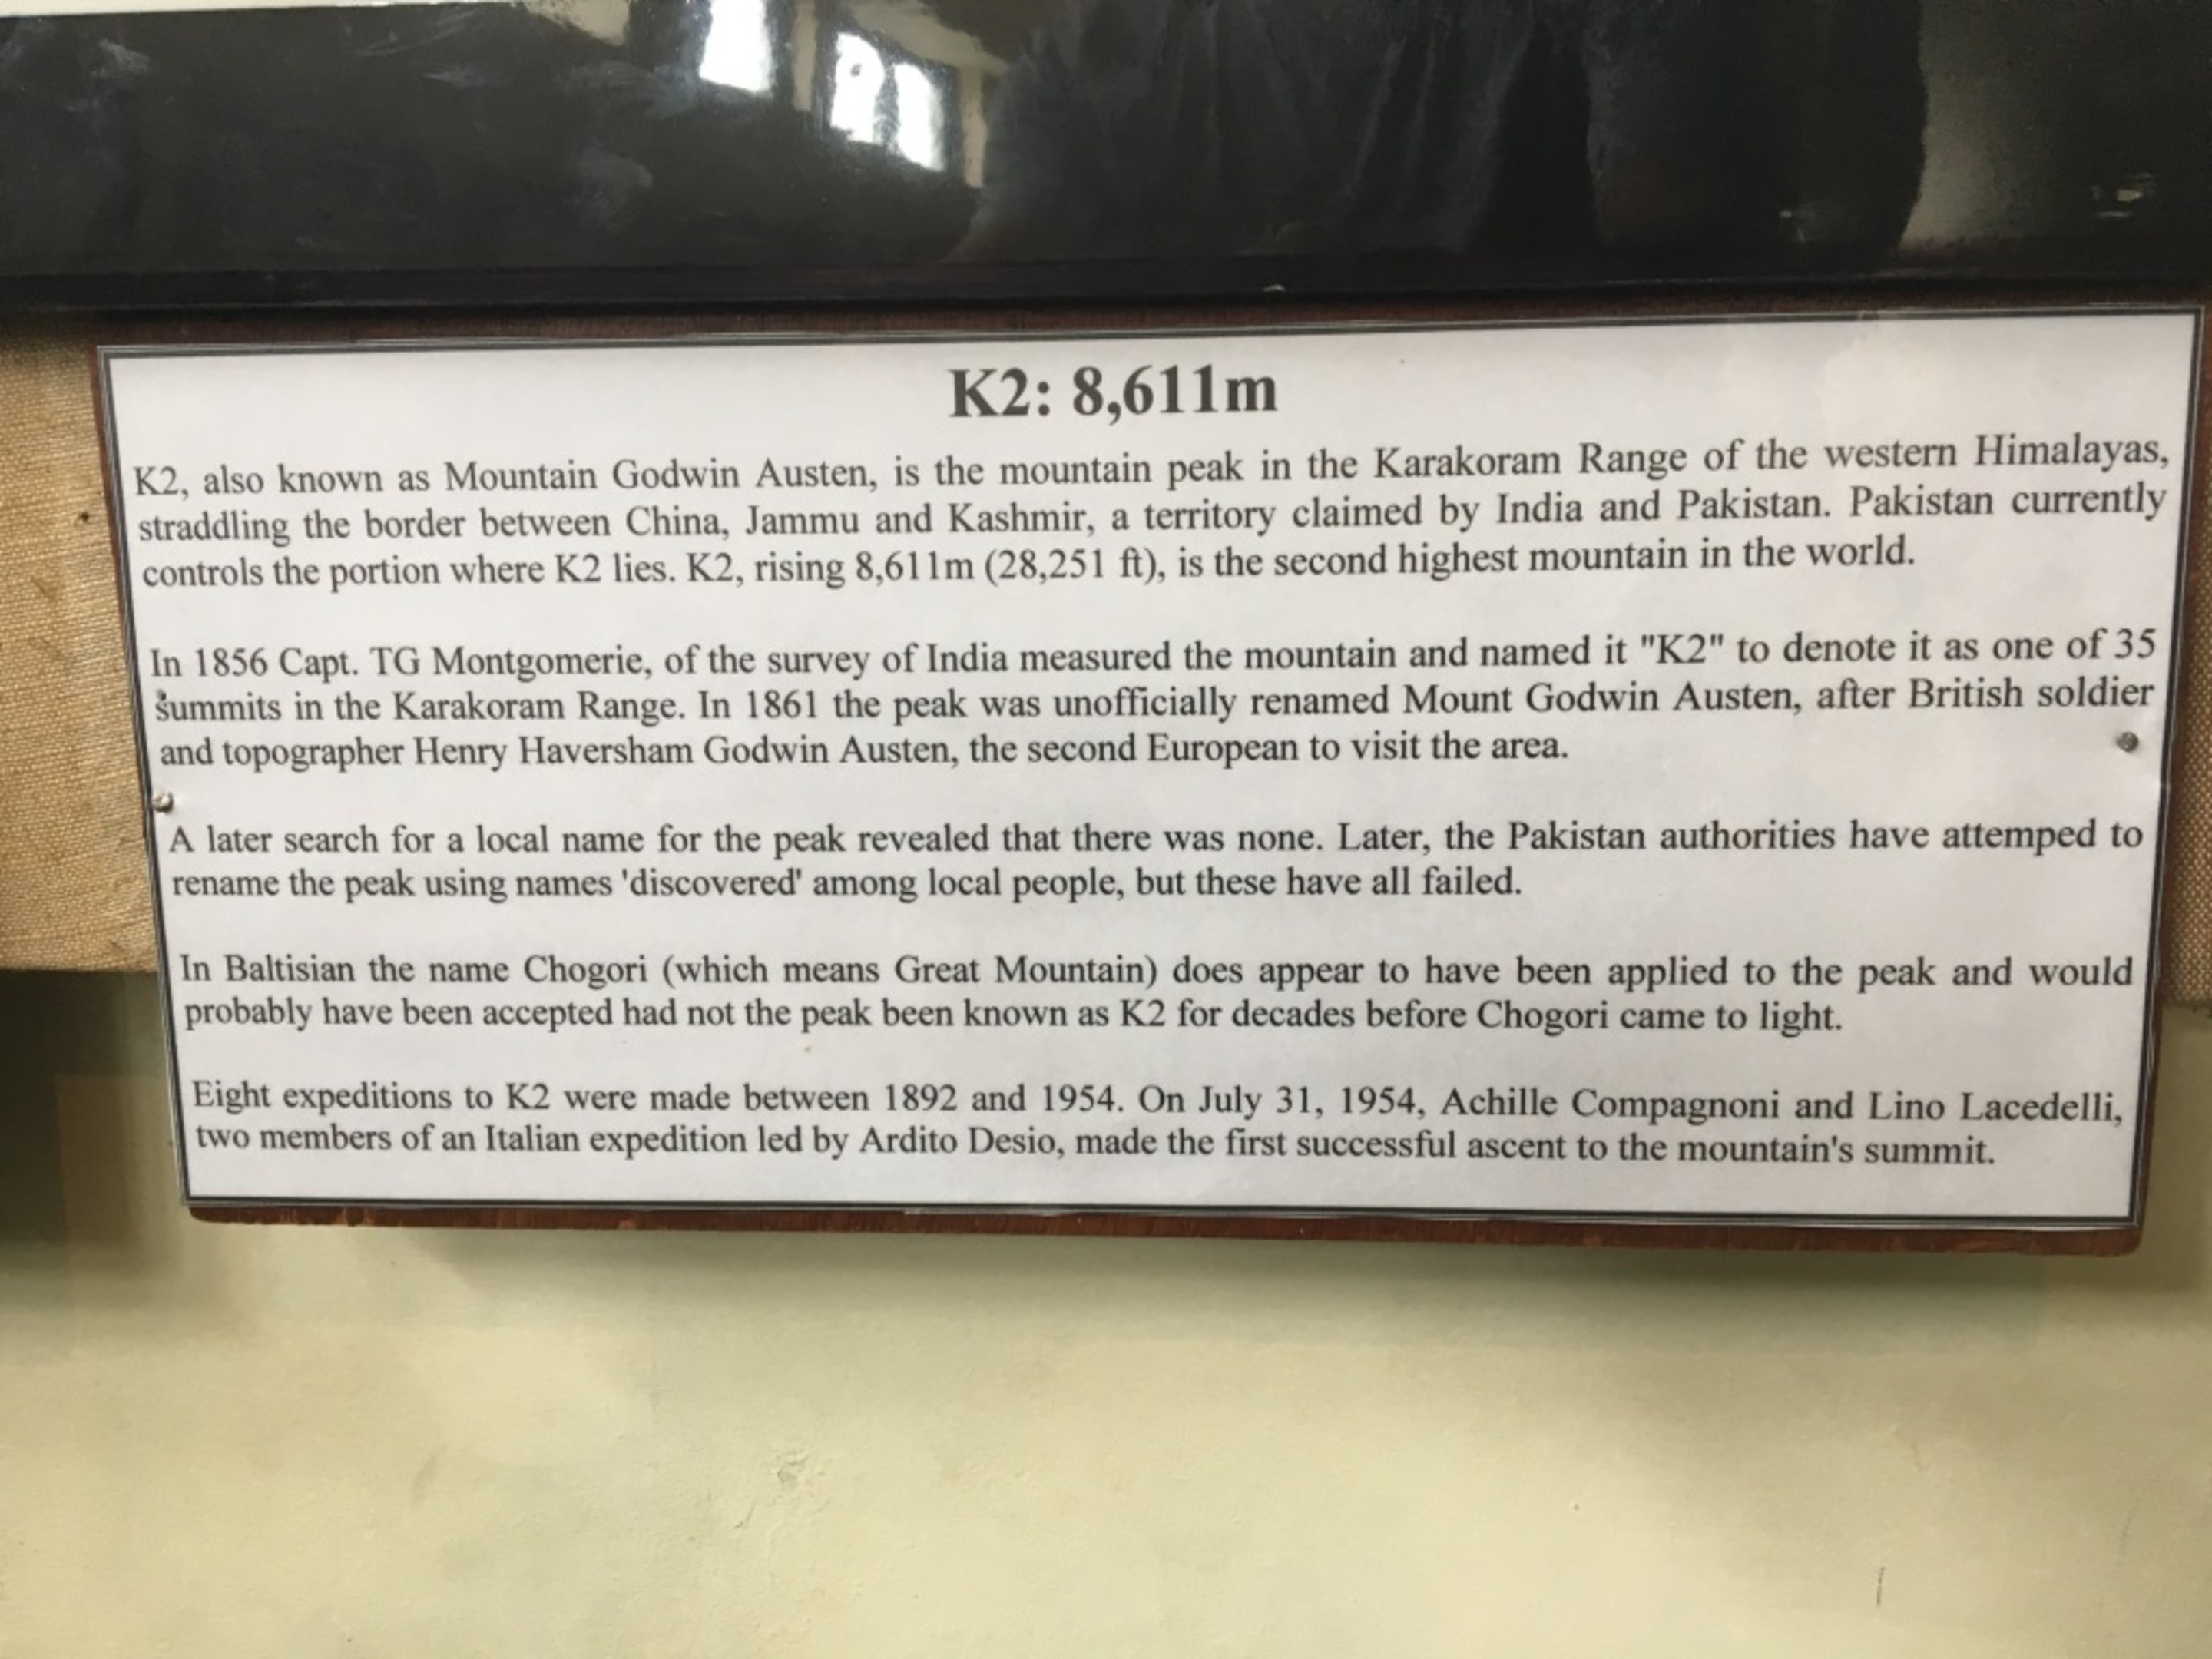 K2: 8,611m
K2, also known as Mountain Godwin Austen, is the mountain peak in the Karakoram Range of the western Himalayas,
straddling the border between China, Jammu and Kashmir, a territory claimed by India and Pakistan. Pakistan currently
controls the portion where K2 lies. K2, rising 8,611m (28,251 ft), is the second highest mountain in the world.
In 1856 Capt. TG Montgomerie, of the survey of India measured the mountain and named it "K2" to denote it as one of 35
summits in the Karakoram Range. In 1861 the peak was unofficially renamed Mount Godwin Austen, after British soldier
and topographer Henry Haversham Godwin Austen, the second European to visit the area.
A later search for a local name for the peak revealed that there was none. Later, the Pakistan authorities have attemped to
rename the peak using names 'discovered' among local people, but these have all failed.
In Baltisian the name Chogori (which means Great Mountain) does appear to have been applied to the peak and would
probably have been accepted had not the peak been known as K2 for decades before Chogori came to light.
Eight expeditions to K2 were made between 1892 and 1954. On July 31, 1954, Achille Compagnoni and Lino Lacedelli,
two members of an Italian expedition led by Ardito Desio, made the first successful ascent to the mountain's summit.